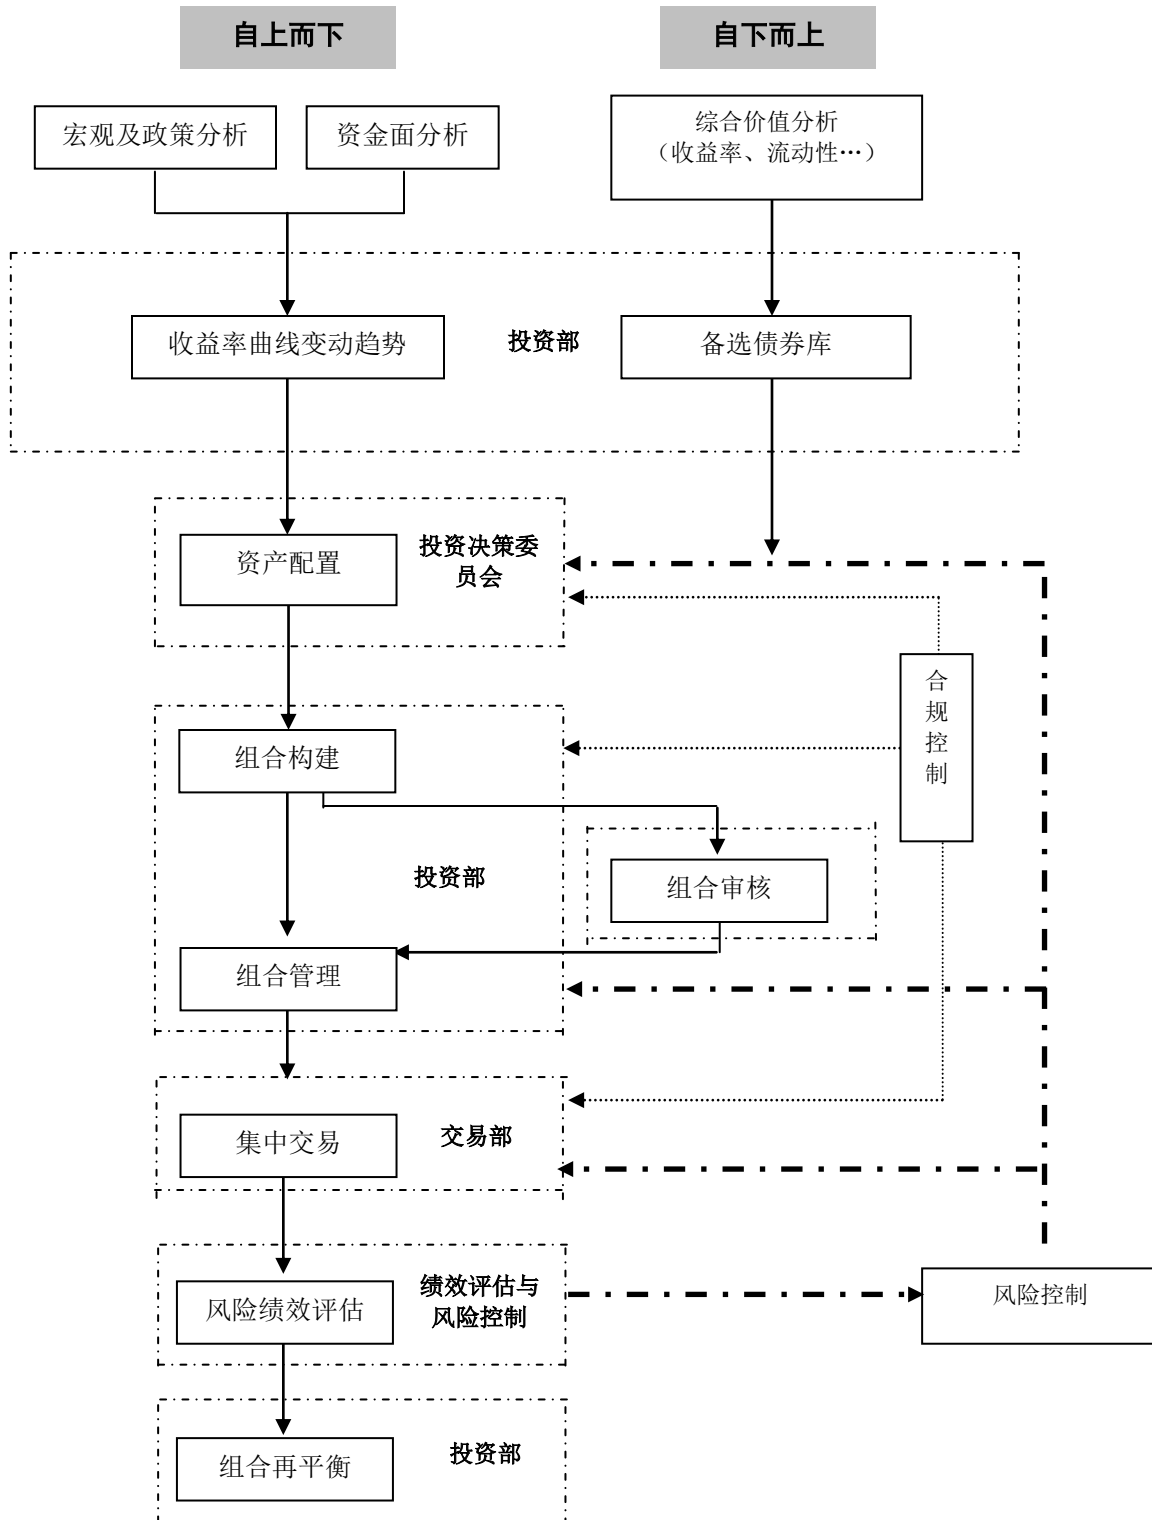 自上而下
自下而上
宏观及政策分析
资金面分析
综合价值分析
（收益率、流动性…）
收益率曲线变动趋势
投资部
备选债券库
资产配置
投资决策委
员会
合
规
控
制
组合构建
投资部
组合审核
组合管理
集中交易
交易部
风险绩效评估
绩效评估与
风险控制
风险控制
组合再平衡
投资部